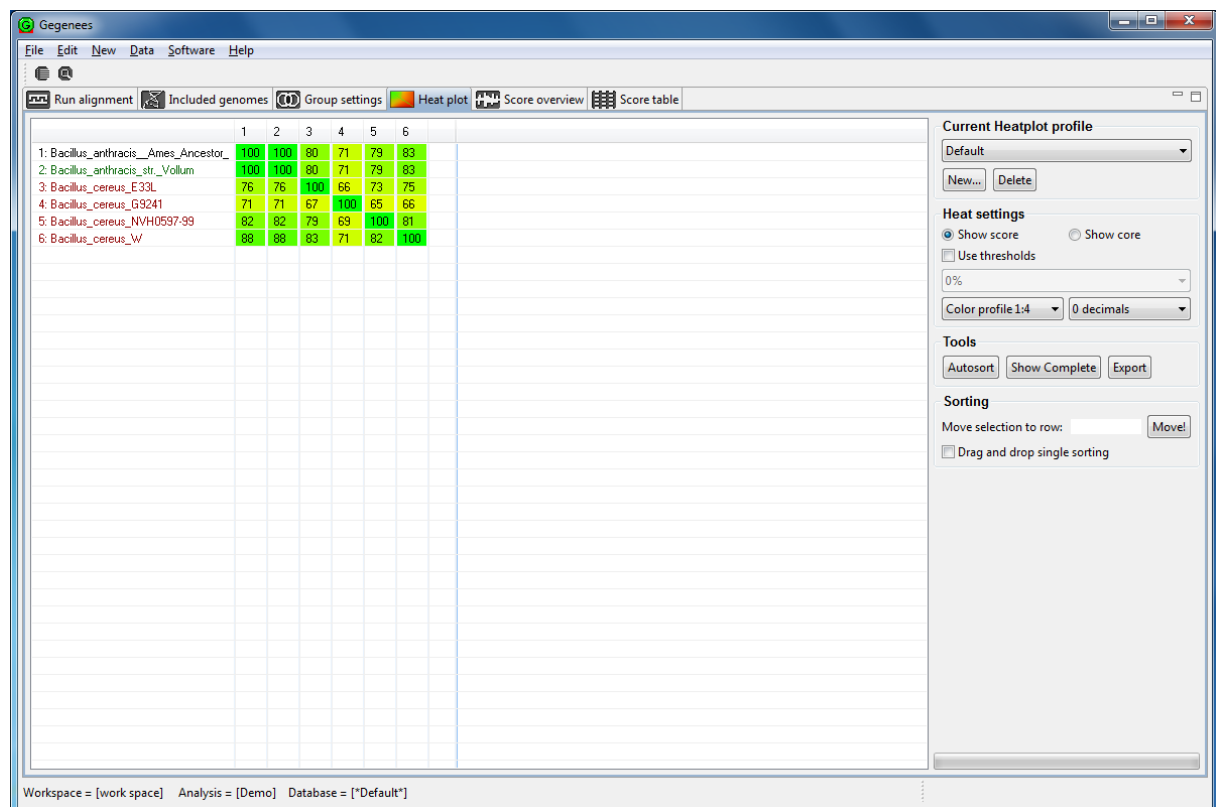 Gegenees
File Edit New Data Software Help
Run alignment Included genomes Group settings Heat plot Score overview Score table
1 2 3 4 5 6
1: Bacillus_anthracis__Ames_Ancestor_ 100 100 80 71 79 83
2: Bacillus_anthracis_str._Vollum 100 100 80 71 79 83
3: Bacillus_cereus_E33L 76 76 100 66 73 75
4: Bacillus_cereus_G9241 71 71 67 100 65 66
5: Bacillus_cereus_NVH0597-99 82 82 79 69 100 81
6: Bacillus_cereus_W 88 88 83 71 82 100
Current Heatplot profile
Default
New... Delete
Heat settings
Show score Show core
Use thresholds
0%
Color profile 1:4 0 decimals
Tools
Autosort Show Complete Export
Sorting
Move selection to row: Move!
Drag and drop single sorting
Workspace = [work space] Analysis = [Demo] Database = [*Default*]